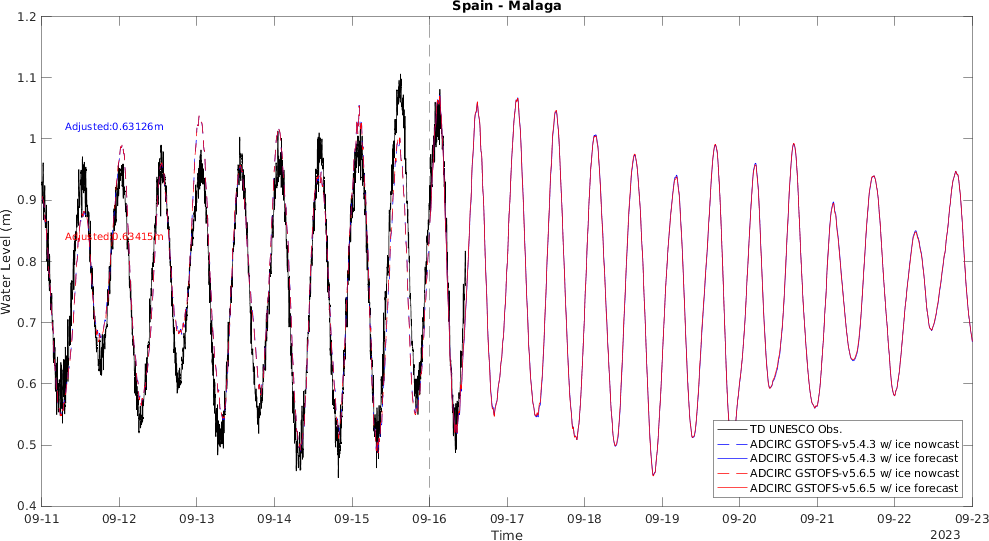 Spain - Malaga
1.2
1.1
1
0.9
0.8
0.7
0.6
0.5
0.4
Water Level (m)
Adjusted:0.63126m
Adjusted:0.63415m
TD UNESCO Obs.
ADCIRC GSTOFS-v5.4.3 w/ ice nowcast
ADCIRC GSTOFS-v5.4.3 w/ ice forecast
ADCIRC GSTOFS-v5.6.5 w/ ice nowcast
ADCIRC GSTOFS-v5.6.5 w/ ice forecast
09-11 09-12 09-13 09-14 09-15 09-16 09-17 09-18 09-19 09-20 09-21 09-22 09-23
Time
2023